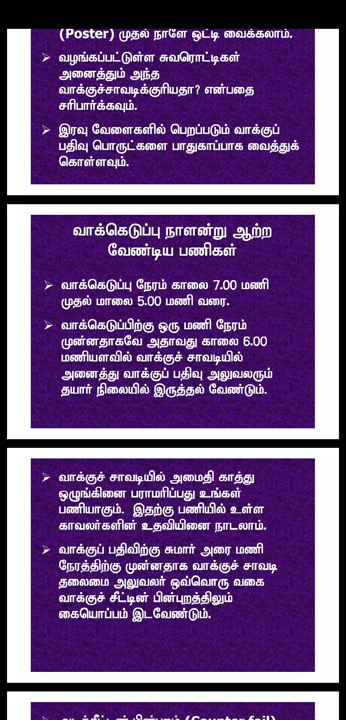 (Poster) முதல் நாளே ஒட்டி வைக்கலாம்.
➢ வழங்கப்பட்டுள்ள சுவரொட்டிகள்
அனைத்தும் அந்த
வாக்குச்சாவடிக்குரியதா? என்பதை
சரிபார்க்கவும்.
➢ இரவு வேளைகளில் பெறப்படும் வாக்குப்
பதிவு பொருட்களை பாதுகாப்பாக வைத்துக்
கொள்ளவும்.
வாக்கெடுப்பு நாளன்று ஆற்ற
வேண்டிய பணிகள்
➢ வாக்கெடுப்பு நேரம் காலை 7.00 மணி
முதல் மாலை 5.00 மணி வரை.
➢ வாக்கெடுப்பிற்கு ஒரு மணி நேரம்
முன்னதாகவே அதாவது காலை 6.00
மணியளவில் வாக்குச் சாவடியில்
அனைத்து வாக்குப் பதிவு அலுவலரும்
தயார் நிலையில் இருத்தல் வேண்டும்.
➢ வாக்குச் சாவடியில் அமைதி காத்து
ஒழுங்கினை பராமரிப்பது உங்கள்
பணியாகும். இதற்கு பணியில் உள்ள
காவலர்களின் உதவியினை நாடலாம்.
➢ வாக்குப் பதிவிற்கு சுமார் அரை மணி
நேரத்திற்கு முன்னதாக வாக்குச் சாவடி
தலைமை அலுவலர் ஒவ்வொரு வகை
வாக்குச் சீட்டின் பின்புறத்திலும்
கையொப்பம் இடவேண்டும்.
(Counter foil)